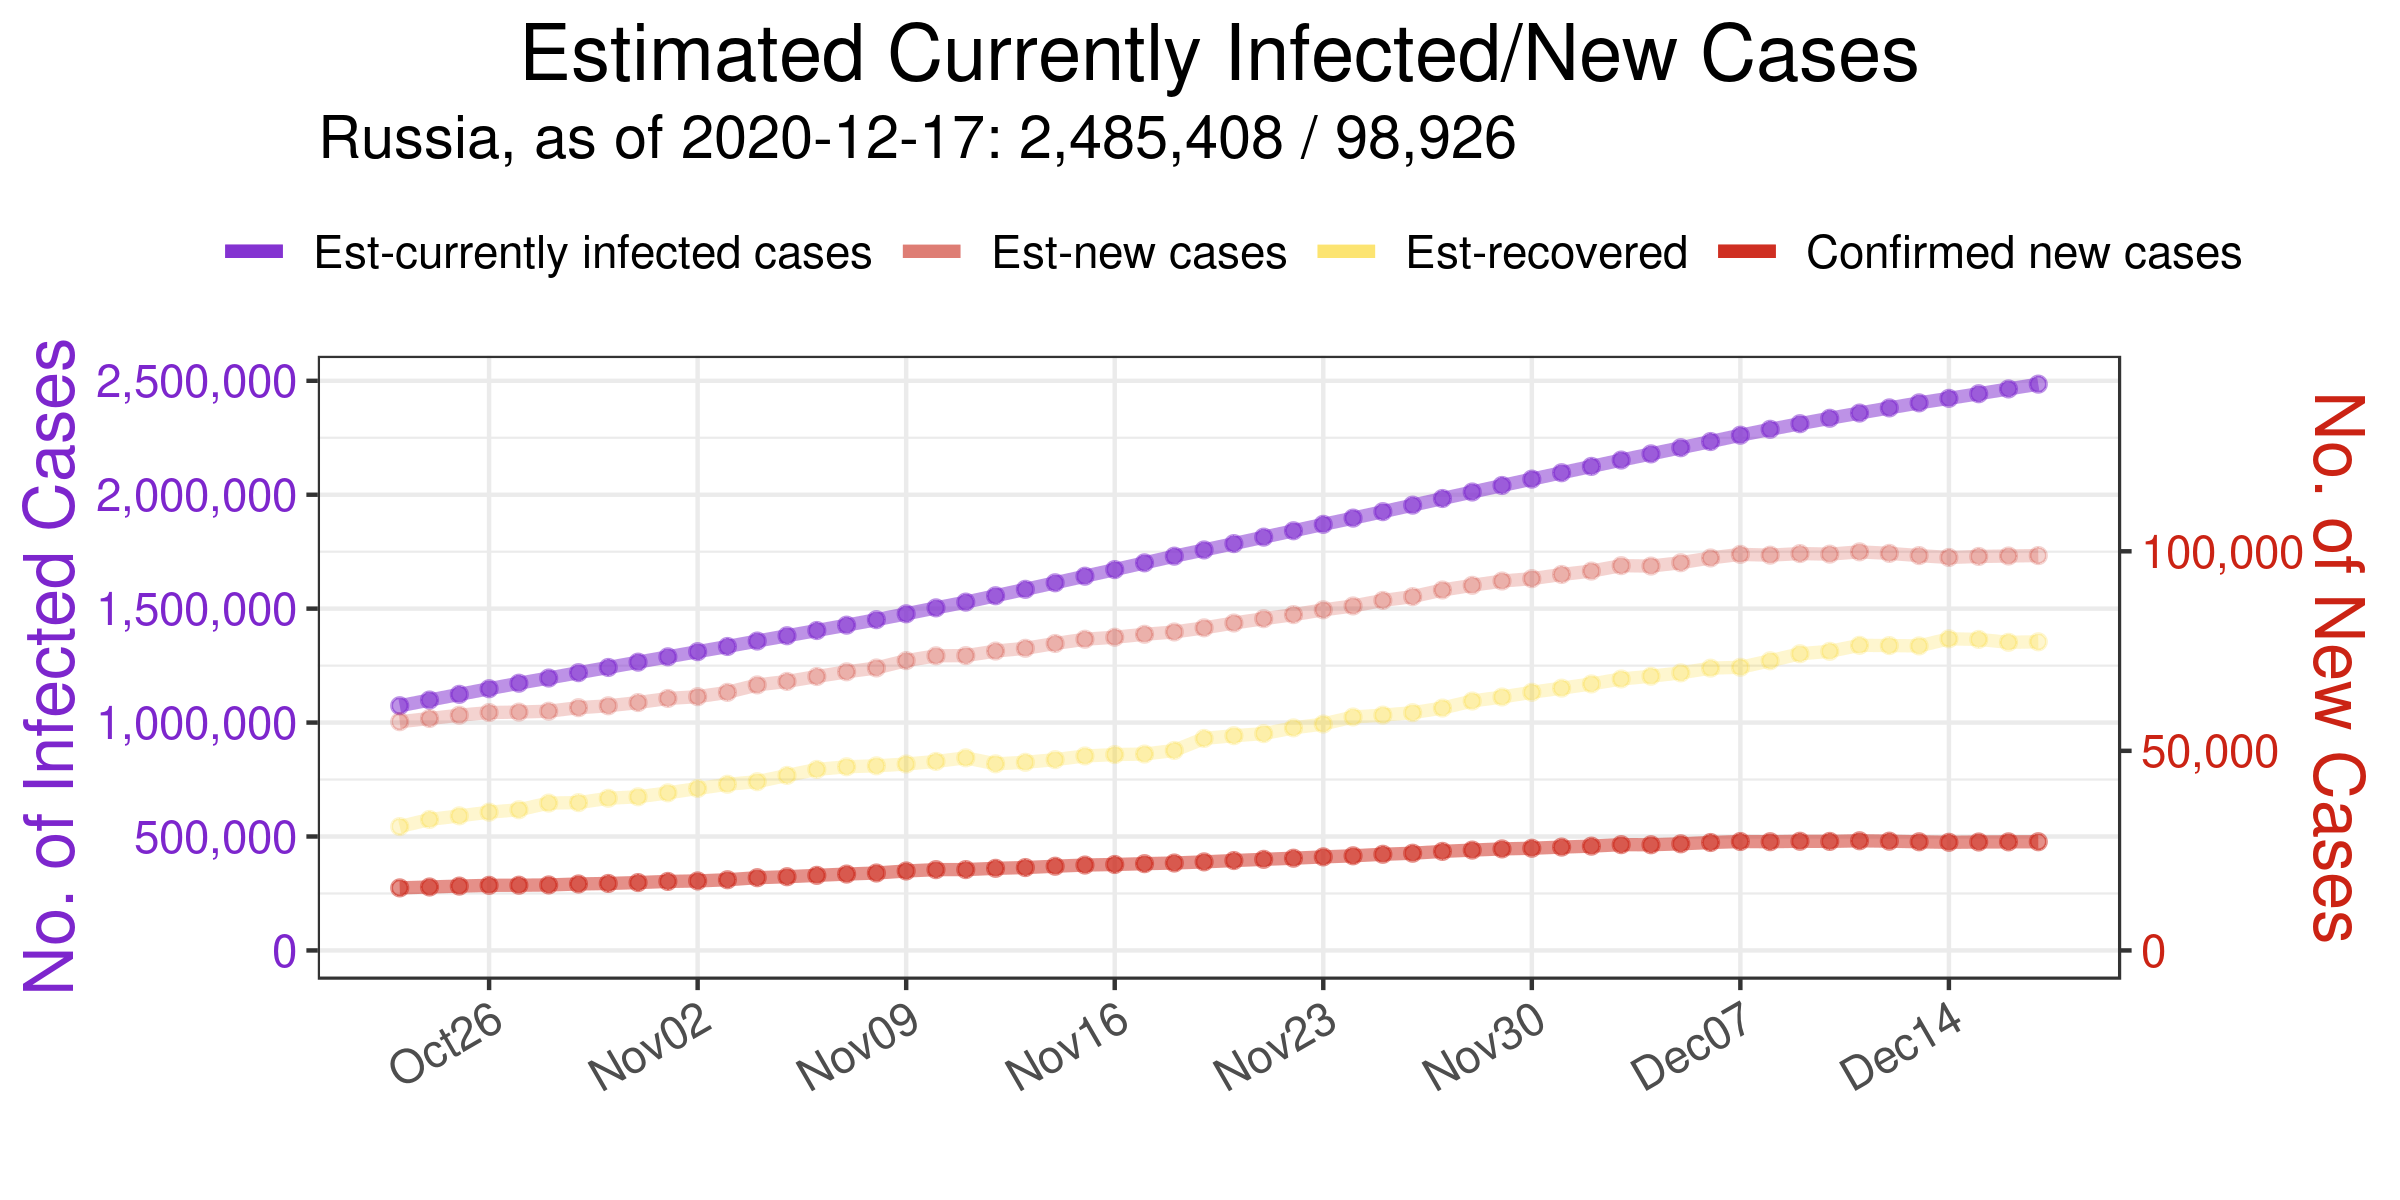 Estimated Currently Infected/New Cases
Russia, as of 2020-12-17: 2,485,408 / 98,926
Est-currently infected cases Est-new cases Est-recovered Confirmed new cases
No. of Infected Cases
2,500,000
2,000,000
1,500,000
1,000,000
500,000
0
100,000
50,000
0
No. of New Cases
Oct26 Nov02 Nov09 Nov16 Nov23 Nov30 Dec07 Dec14